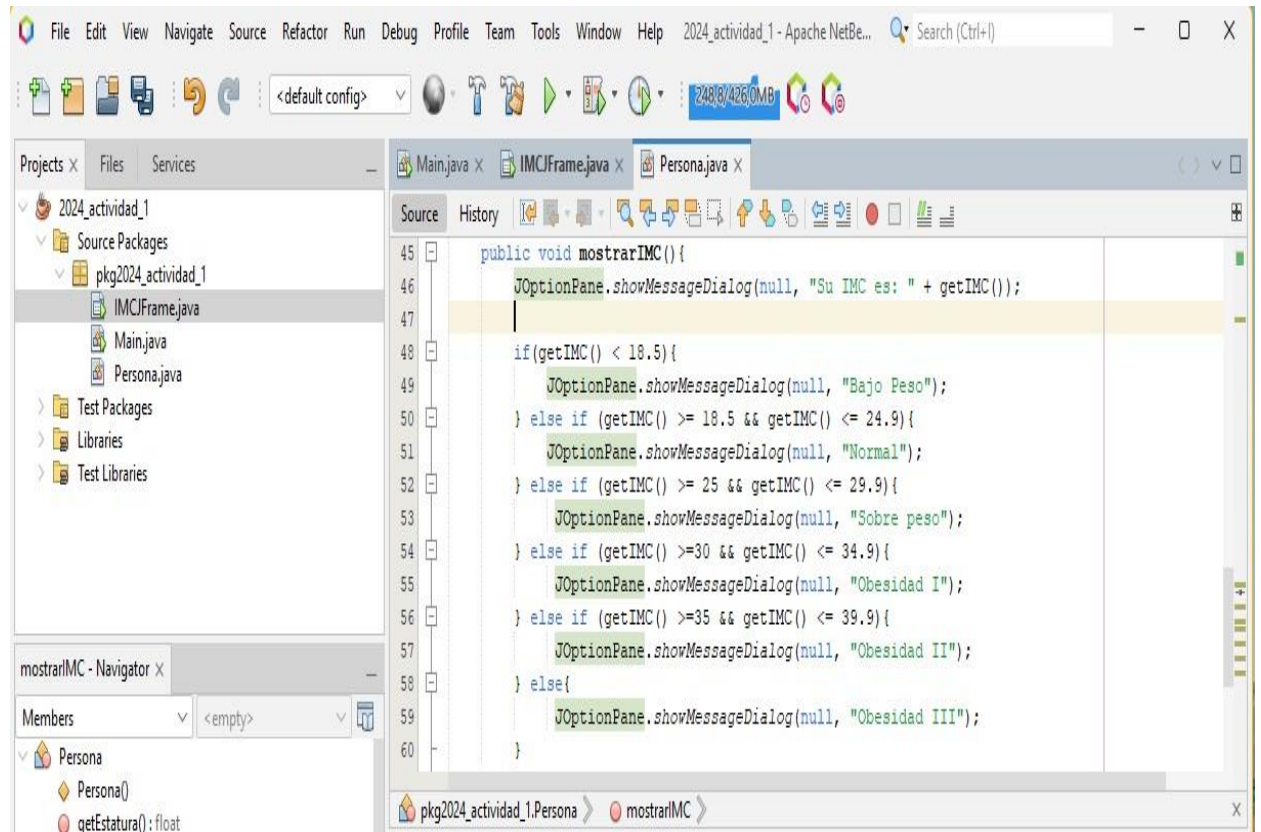 File Edit View Navigate Source Refactor Run Debug Profile Team Tools Window Help 2024_actividad_1 - Apache NetBe... Search (Ctrl+I)
<default config> 248,8/426,0MB
Projects Files Services
2024_actividad_1
Source Packages
pkg2024_actividad_1
IMCJFrame.java
Main.java
Persona.java
Test Packages
Libraries
Test Libraries
mostrarIMC - Navigator
Members <empty>
Persona
Persona()
getEstatura() : float
Main.java IMCJFrame.java Persona.java
Source History
45 public void mostrarIMC(){
46 JOptionPane.showMessageDialog(null, "Su IMC es: " + getIMC());
47
48 if(getIMC() < 18.5){
49 JOptionPane.showMessageDialog(null, "Bajo Peso");
50 } else if (getIMC() >= 18.5 && getIMC() <= 24.9){
51 JOptionPane.showMessageDialog(null, "Normal");
52 } else if (getIMC() >= 25 && getIMC() <= 29.9){
53 JOptionPane.showMessageDialog(null, "Sobre peso");
54 } else if (getIMC() >=30 && getIMC() <= 34.9){
55 JOptionPane.showMessageDialog(null, "Obesidad I");
56 } else if (getIMC() >=35 && getIMC() <= 39.9){
57 JOptionPane.showMessageDialog(null, "Obesidad II");
58 } else{
59 JOptionPane.showMessageDialog(null, "Obesidad III");
60 }
pkg2024_actividad_1.Persona mostrarIMC